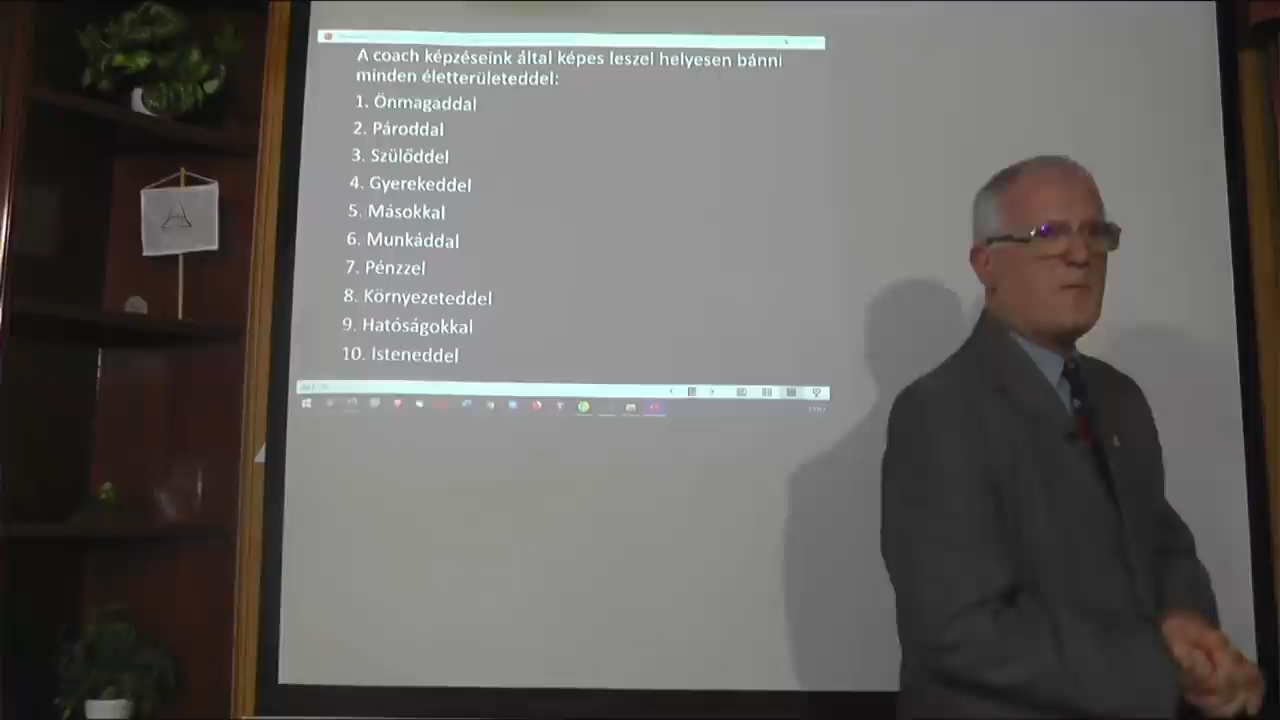 A coach képzéseink által képes leszel helyesen bánni
minden életterületeddel:
1. Önmagaddal
2. Pároddal
3. Szülőddel
4. Gyerekeddel
5. Másokkal
6. Munkáddal
7. Pénzzel
8. Környezeteddel
9. Hatóságokkal
10. Isteneddel